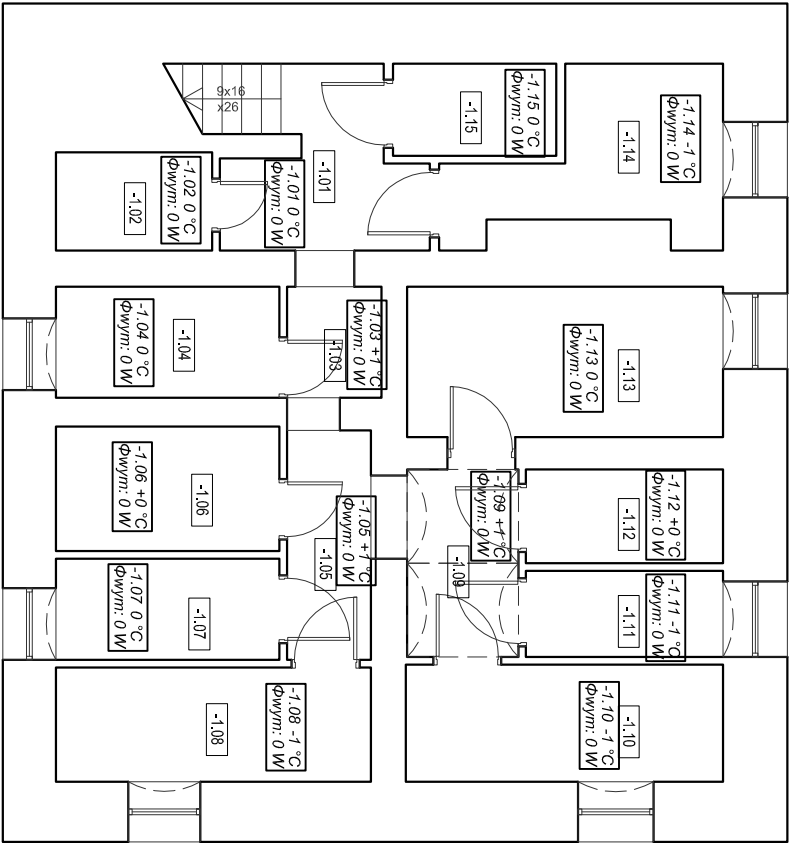 9x16
x26
-1.15 0 °C
Φwym: 0 W
-1.15
-1.14 -1 °C
Φwym: 0 W
-1.14
-1.01
-1.01 0 °C
Φwym: 0 W
-1.02 0 °C
Φwym: 0 W
-1.02
-1.03 +1 °C
Φwym: 0 W
-1.03
-1.04 0 °C
Φwym: 0 W
-1.04
-1.13 0 °C
Φwym: 0 W
-1.13
-1.06 +0 °C
Φwym: 0 W
-1.06
-1.05 +1 °C
Φwym: 0 W
-1.05
-1.09 +1 °C
Φwym: 0 W
-1.09
-1.12 +0 °C
Φwym: 0 W
-1.12
-1.07 0 °C
Φwym: 0 W
-1.07
-1.11 -1 °C
Φwym: 0 W
-1.11
-1.08 -1 °C
Φwym: 0 W
-1.08
-1.10 -1 °C
Φwym: 0 W
-1.10